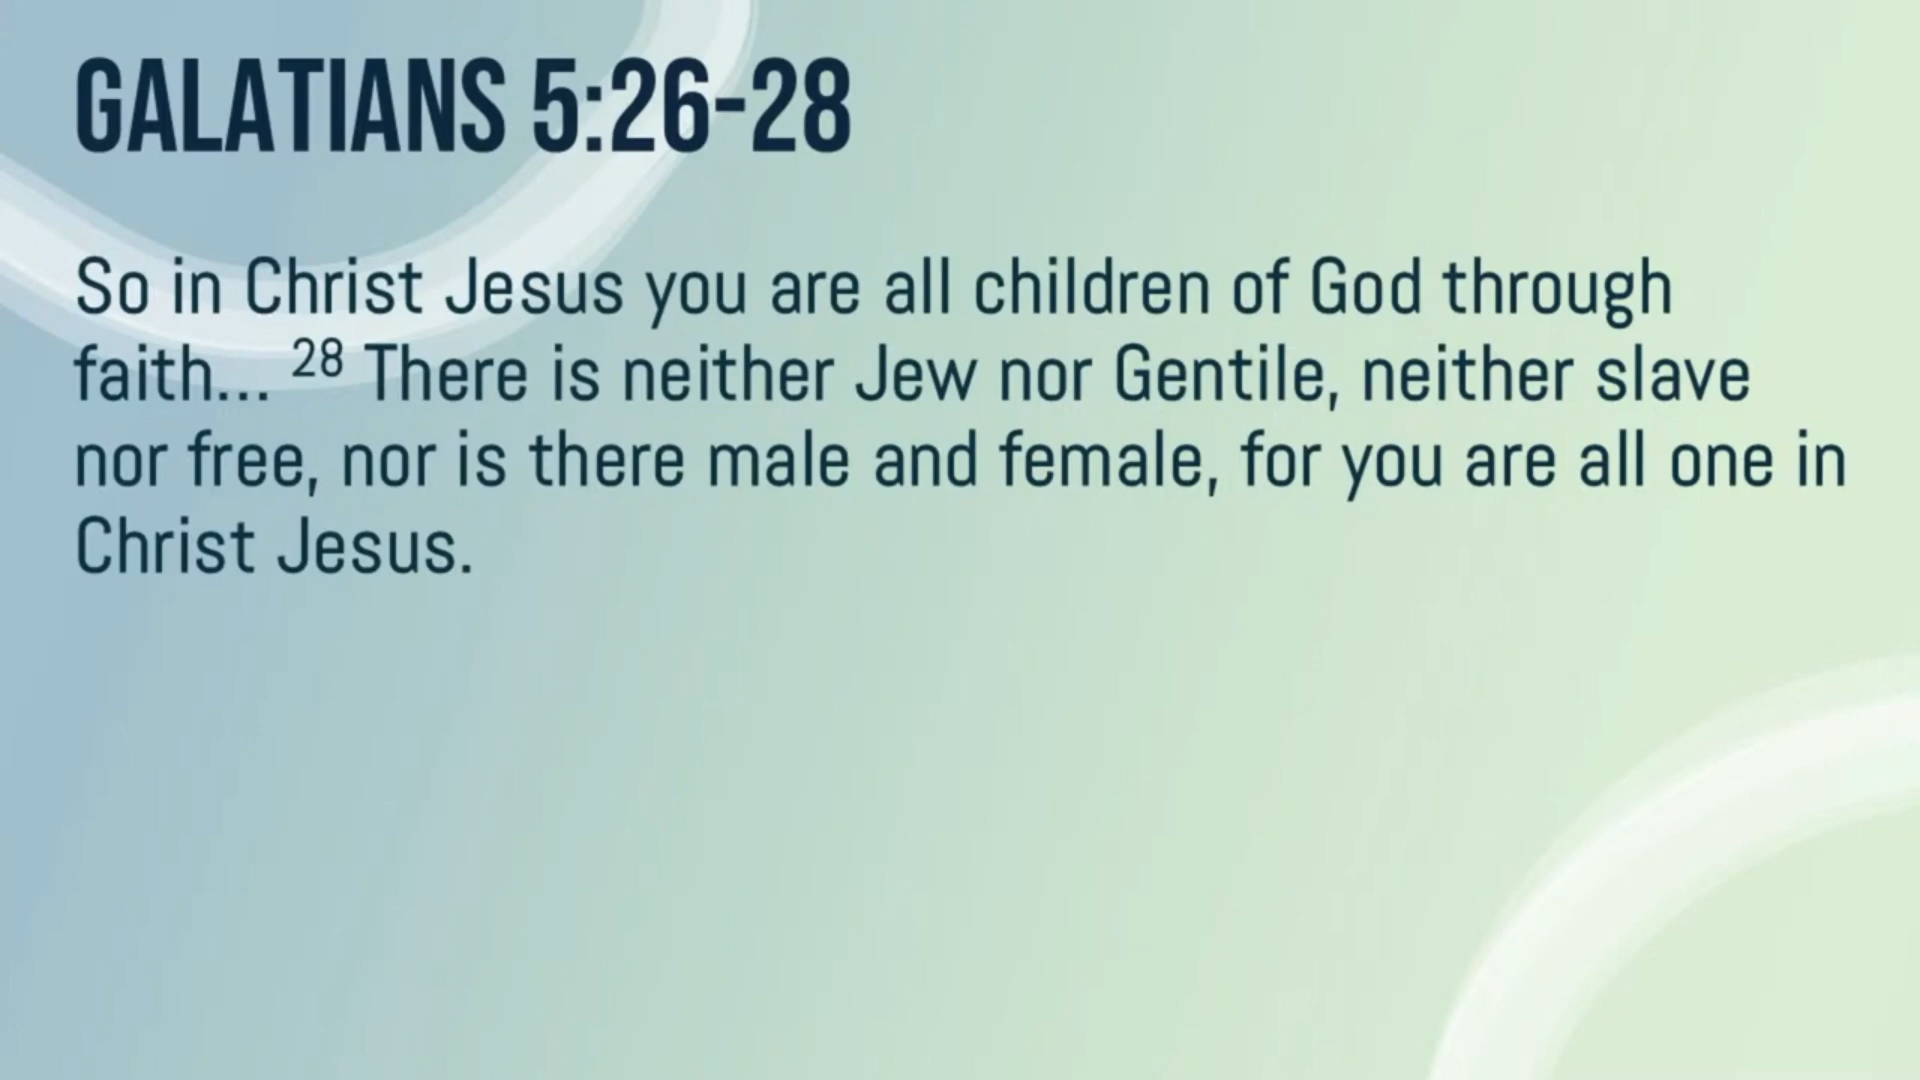 GALATIANS 5:26-28
So in Christ Jesus you are all children of God through
faith... 28 There is neither Jew nor Gentile, neither slave
nor free, nor is there male and female, for you are all one in
Christ Jesus.